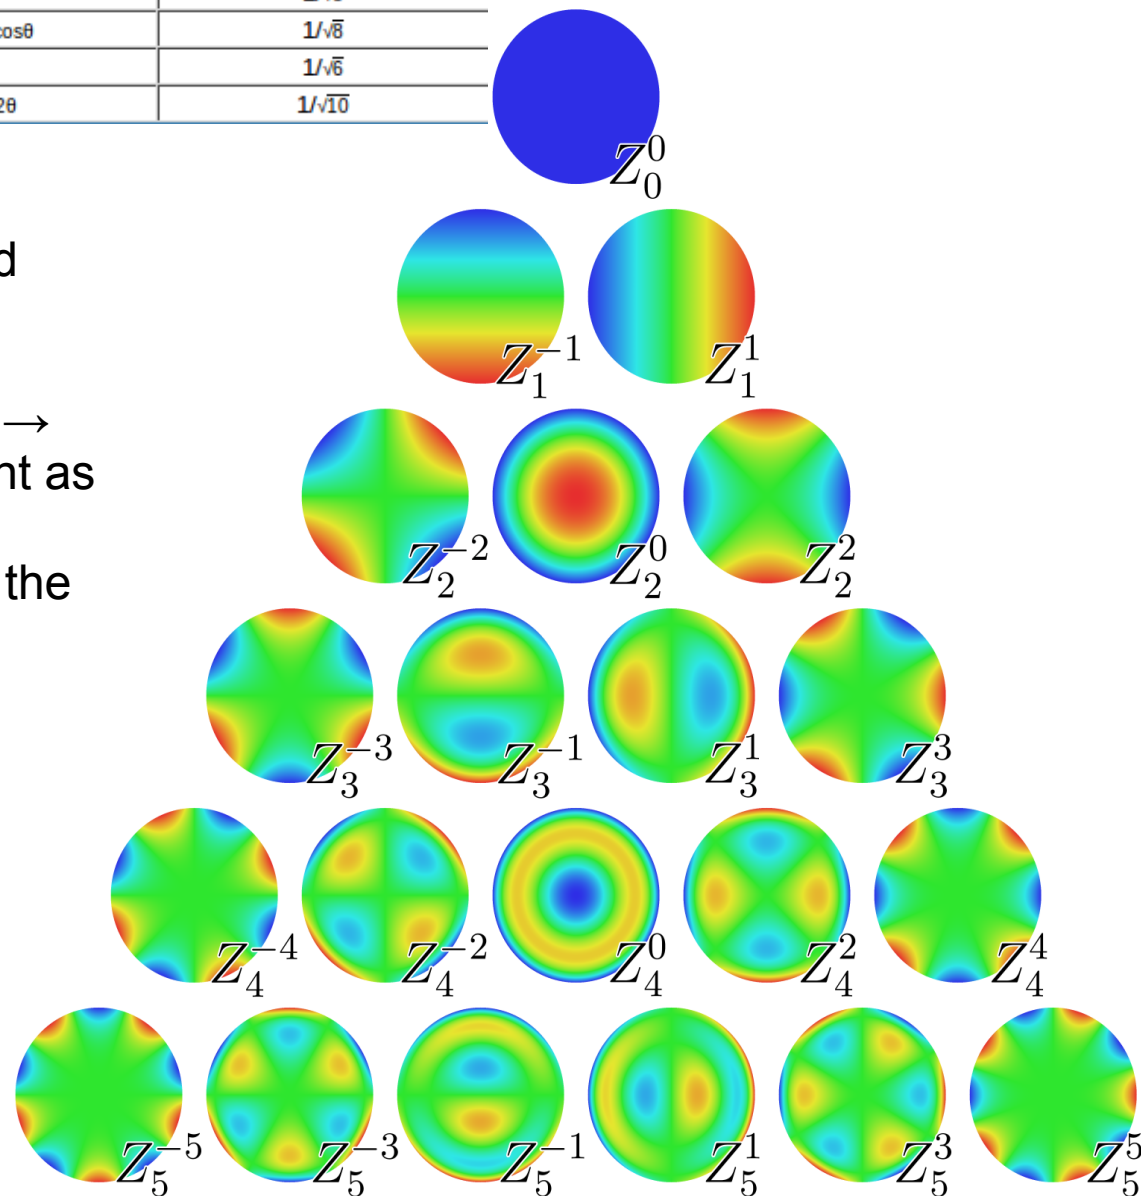 cosθ 1/√8
1/√6
2θ 1/√10
d
→
nt as
the
Z_0^0
Z_1^{-1} Z_1^1
Z_2^{-2} Z_2^0 Z_2^2
Z_3^{-3} Z_3^{-1} Z_3^1 Z_3^3
Z_4^{-4} Z_4^{-2} Z_4^0 Z_4^2 Z_4^4
Z_5^{-5} Z_5^{-3} Z_5^{-1} Z_5^1 Z_5^3 Z_5^5